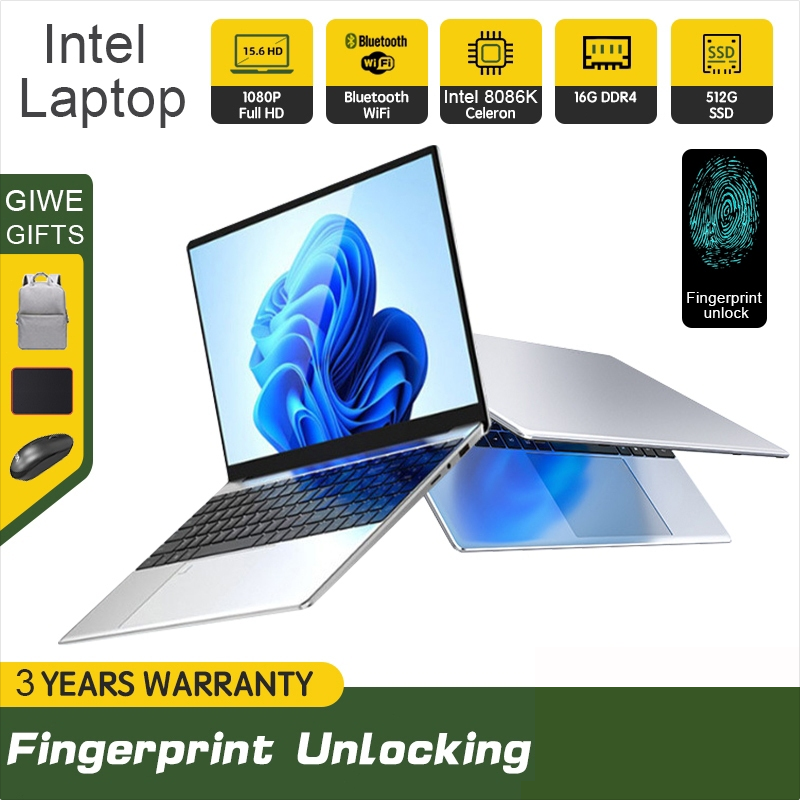 Intel
Laptop
15.6 HD
1080P
Full HD
Bluetooth
WiFi
Bluetooth
WiFi
Intel 8086K
Celeron
16G DDR4
SSD
512G
SSD
GIWE
GIFTS
Fingerprint
unlock
3 YEARS WARRANTY
Fingerprint Unlocking